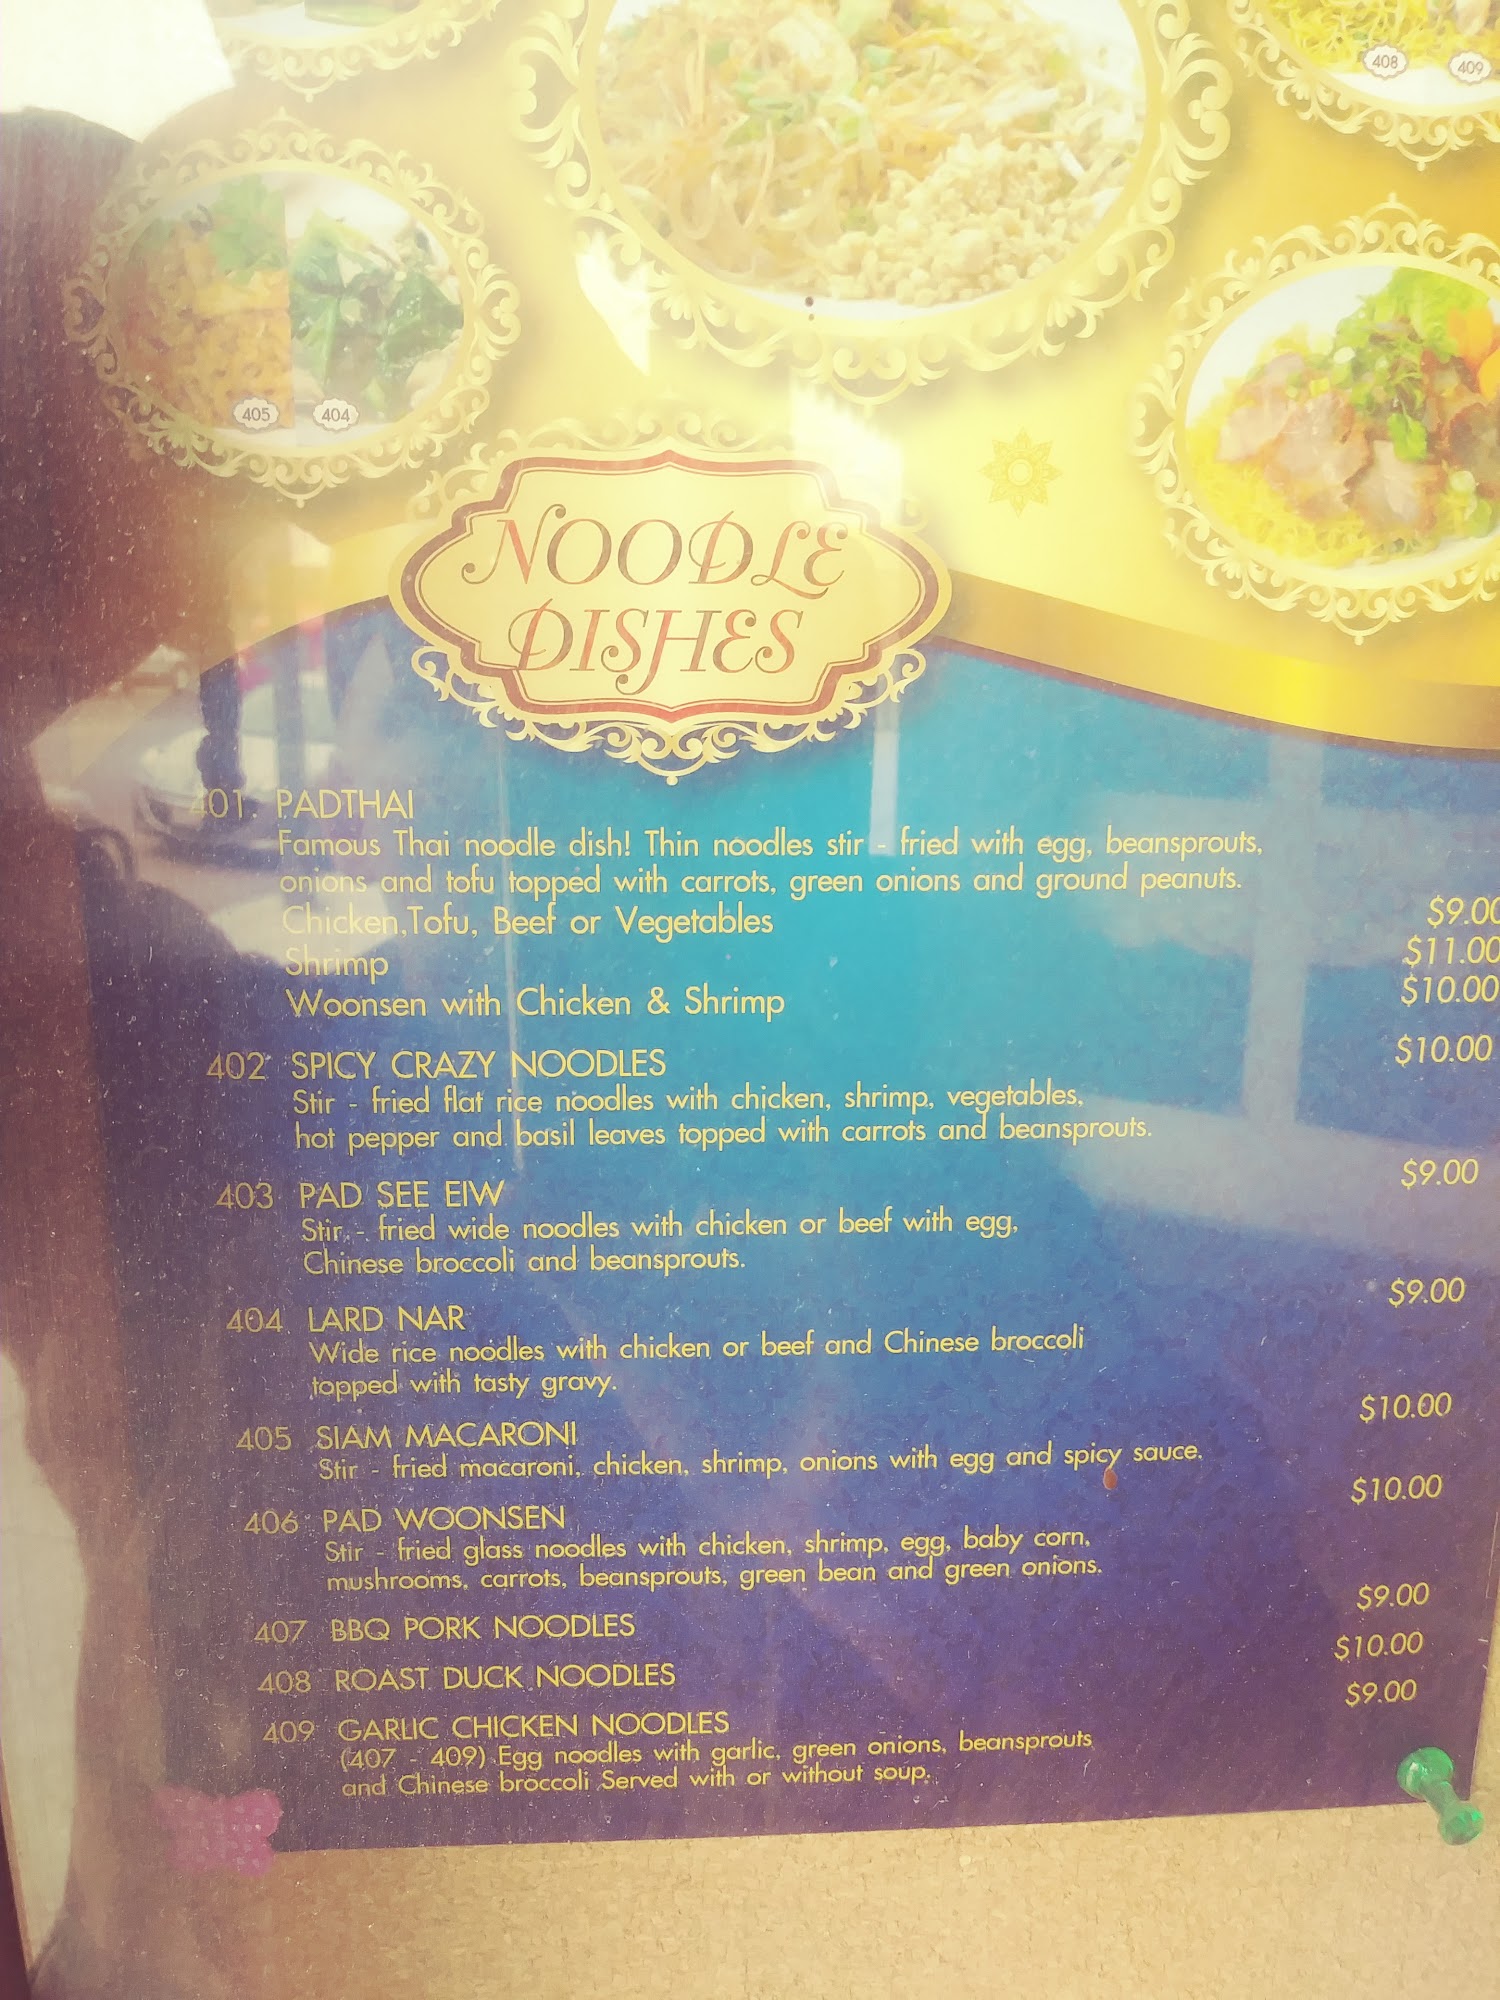 408
409
405
404
NOODLE
DISHES
401. PADTHAI
Famous Thai noodle dish! Thin noodles stir - fried with egg, beansprouts,
onions and tofu topped with carrots, green onions and ground peanuts.
Chicken,Tofu, Beef or Vegetables $9.00
Shrimp $11.00
Woonsen with Chicken & Shrimp $10.00
402 SPICY CRAZY NOODLES $10.00
Stir - fried flat rice noodles with chicken, shrimp, vegetables,
hot pepper and basil leaves topped with carrots and beansprouts.
403 PAD SEE EIW $9.00
Stir - fried wide noodles with chicken or beef with egg,
Chinese broccoli and beansprouts.
404 LARD NAR $9.00
Wide rice noodles with chicken or beef and Chinese broccoli
topped with tasty gravy.
405 SIAM MACARONI $10.00
Stir - fried macaroni, chicken, shrimp, onions with egg and spicy sauce.
406 PAD WOONSEN $10.00
Stir - fried glass noodles with chicken, shrimp, egg, baby corn,
mushrooms, carrots, beansprouts, green bean and green onions.
407 BBQ PORK NOODLES $9.00
408 ROAST DUCK NOODLES $10.00
409 GARLIC CHICKEN NOODLES $9.00
(407 - 409) Egg noodles with garlic, green onions, beansprouts
and Chinese broccoli Served with or without soup.